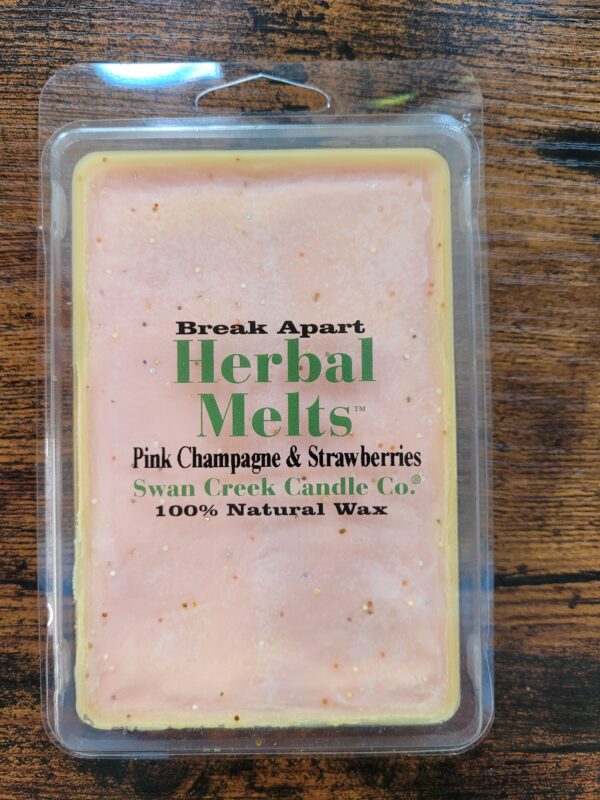 Break Apart
Herbal
Melts™
Pink Champagne & Strawberries
Swan Creek Candle Co.®
100% Natural Wax